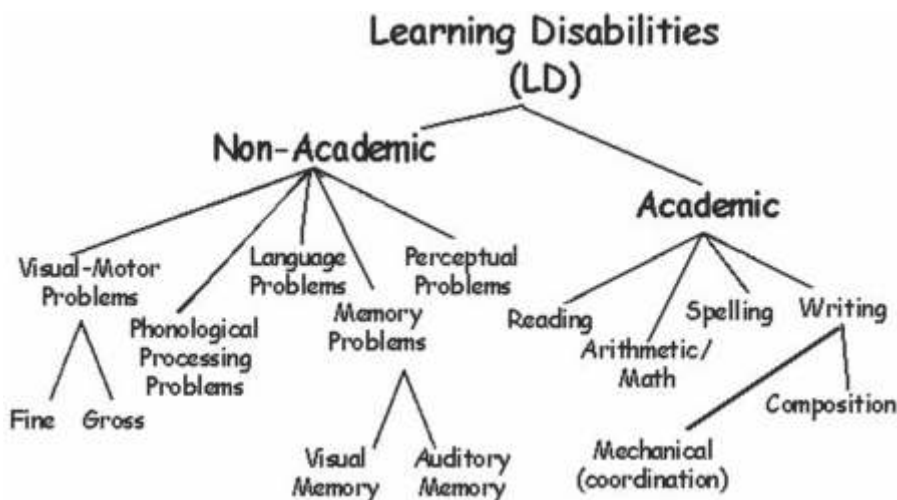 Learning Disabilities
(LD)
Non-Academic
Academic
Visual-Motor
Problems
Language
Problems
Perceptual
Problems
Phonological
Processing
Problems
Memory
Problems
Reading
Arithmetic/
Math
Spelling
Writing
Fine
Gross
Visual
Memory
Auditory
Memory
Mechanical
(coordination)
Composition